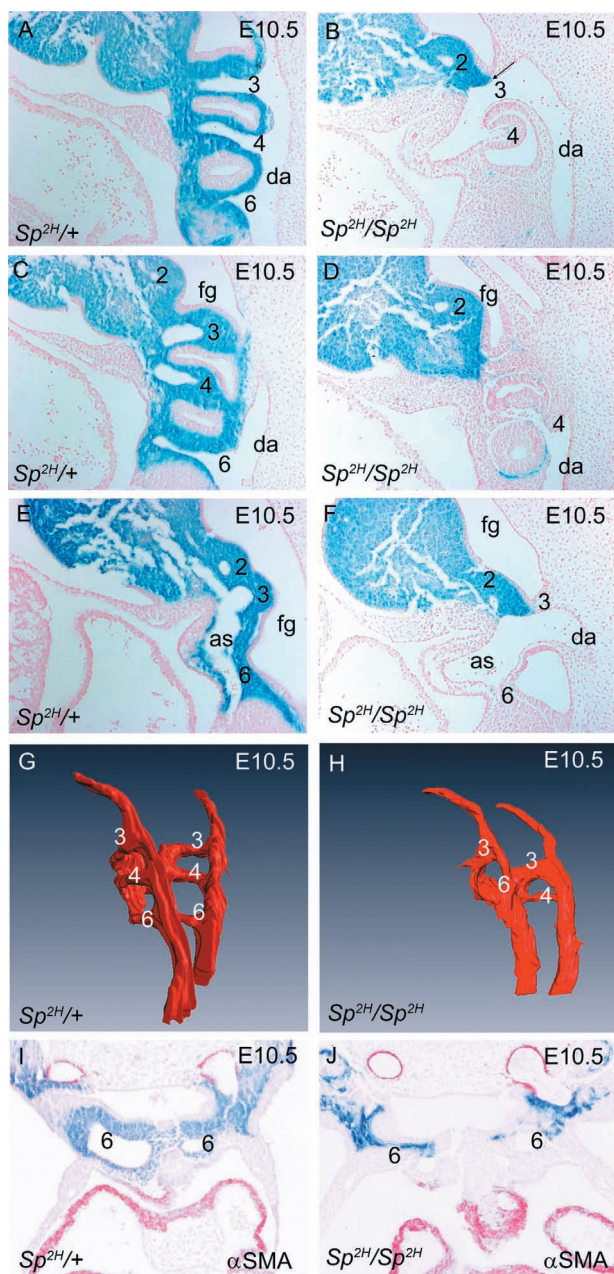 A E10.5
3
4
da
6
Sp2H/+
B E10.5
2
3
4
da
Sp2H/Sp2H
C E10.5
2
fg
3
4
da
6
Sp2H/+
D E10.5
fg
2
4
da
Sp2H/Sp2H
E E10.5
2
3
fg
as
6
Sp2H/+
F E10.5
fg
2
3
da
as
6
Sp2H/Sp2H
G E10.5
3 3
4 4
6 6
Sp2H/+
H E10.5
3 3
6 4
Sp2H/Sp2H
I E10.5
6 6
Sp2H/+ αSMA
J E10.5
6 6
Sp2H/Sp2H αSMA